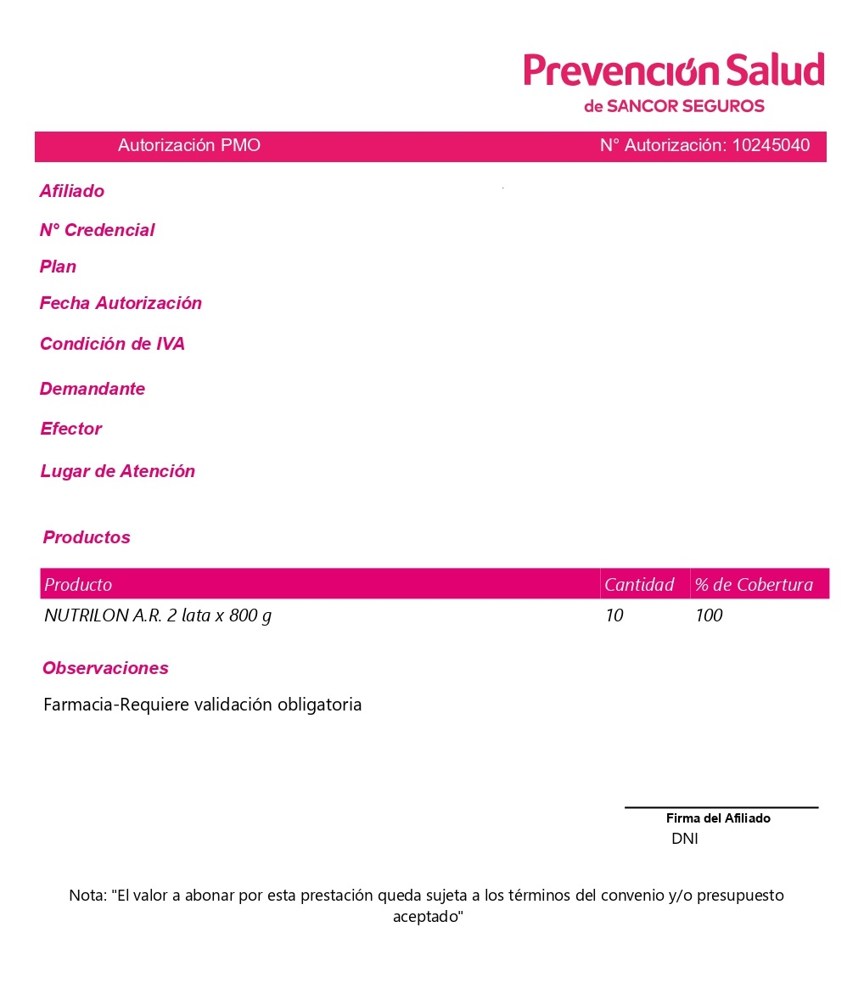 Prevención Salud
de SANCOR SEGUROS
Autorización PMO N° Autorización: 10245040
Afiliado
N° Credencial
Plan
Fecha Autorización
Condición de IVA
Demandante
Efector
Lugar de Atención
Productos
Producto Cantidad % de Cobertura
NUTRILON A.R. 2 lata x 800 g 10 100
Observaciones
Farmacia-Requiere validación obligatoria
Firma del Afiliado
DNI
Nota: "El valor a abonar por esta prestación queda sujeta a los términos del convenio y/o presupuesto
aceptado"